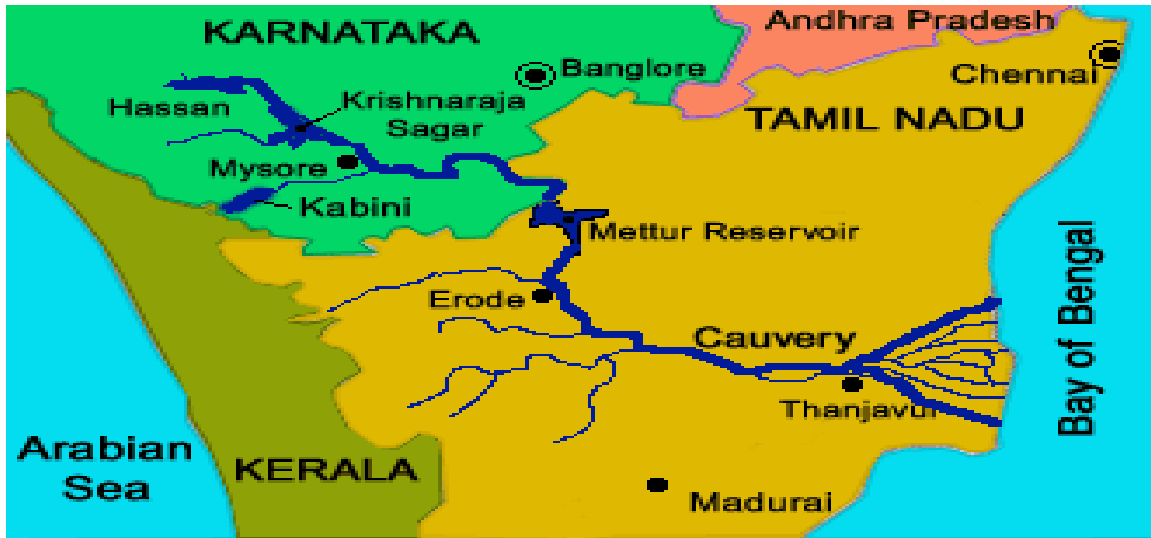 KARNATAKA
Andhra Pradesh
Banglore
Chennai
Hassan
Krishnaraja
Sagar
TAMIL NADU
Mysore
Kabini
Mettur Reservoir
Erode
Cauvery
Thanjavur
Bay of Bengal
Arabian
Sea
KERALA
Madurai